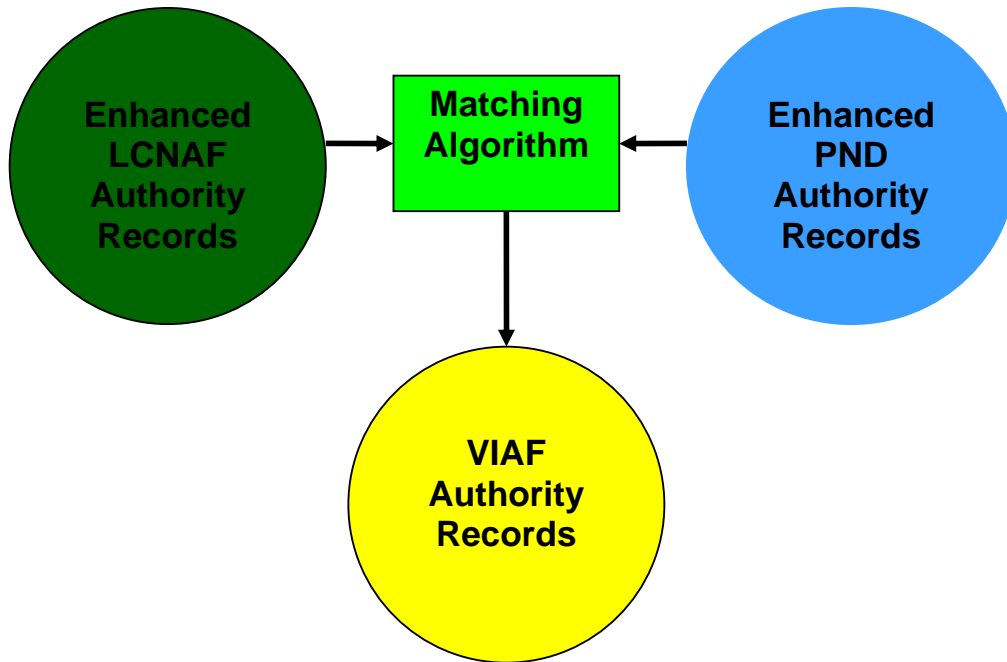 Enhanced
LCNAF
Authority
Records
Matching
Algorithm
Enhanced
PND
Authority
Records
VIAF
Authority
Records